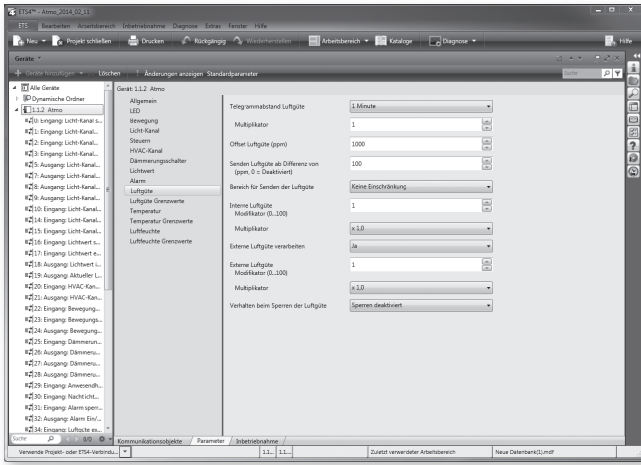 ETS4™ - Atmo_2014_02_11
ETS Bearbeiten Arbeitsbereich Inbetriebnahme Diagnose Extras Fenster Hilfe
Neu Projekt schließen Drucken Rückgängig Wiederherstellen Arbeitsbereich Kataloge Diagnose Hilfe
Geräte
Geräte hinzufügen Löschen Änderungen anzeigen Standardparameter Suche
Alle Geräte
Dynamische Ordner
1.1.2 Atmo
0: Eingang: Licht-Kanal s...
1: Eingang: Licht-Kanal...
2: Eingang: Licht-Kanal...
3: Eingang: Licht-Kanal...
5: Ausgang: Licht-Kanal...
7: Ausgang: Licht-Kanal...
8: Ausgang: Licht-Kanal...
9: Ausgang: Licht-Kanal...
10: Eingang: Licht-Kanal...
14: Eingang: Licht-Kanal...
15: Eingang: Licht-Kanal...
16: Eingang: Lichtwert s...
17: Eingang: Lichtwert e...
18: Ausgang: Lichtwert i...
19: Ausgang: Aktueller L...
20: Eingang: HVAC-Kan...
21: Ausgang: HVAC-Kan...
22: Eingang: Bewegung...
23: Eingang: Bewegungs...
24: Ausgang: Bewegung...
25: Eingang: Dämmerun...
26: Ausgang: Dämmeru...
27: Ausgang: Dämmeru...
28: Ausgang: Dämmeru...
29: Eingang: Anwesendh...
30: Eingang: Nachtlicht...
31: Eingang: Alarm sperr...
32: Ausgang: Alarm Ein/...
34: Eingang: Luftgüte ex...
Suche 0/0
Gerät: 1.1.2 Atmo
Allgemein
LED
Bewegung
Licht-Kanal
Steuern
HVAC-Kanal
Dämmerungsschalter
Lichtwert
Alarm
Luftgüte
Luftgüte Grenzwerte
Temperatur
Temperatur Grenzwerte
Luftfeuchte
Luftfeuchte Grenzwerte
Telegrammabstand Luftgüte 1 Minute
Multiplikator 1
Offset Luftgüte (ppm) 1000
Senden Luftgüte ab Differenz von 100
(ppm, 0 = Deaktiviert)
Bereich für Senden der Luftgüte Keine Einschränkung
Interne Luftgüte 1
Modifikator (0...100)
Multiplikator x 1,0
Externe Luftgüte verarbeiten Ja
Externe Luftgüte 1
Modifikator (0...100)
Multiplikator x 1,0
Verhalten beim Sperren der Luftgüte Sperren deaktiviert
Kommunikationsobjekte Parameter Inbetriebnahme
Verwende Projekt- oder ETS4-Verbindu... 1.1... 1.1... Zuletzt verwendeter Arbeitsbereich Neue Datenbank(1).mdf